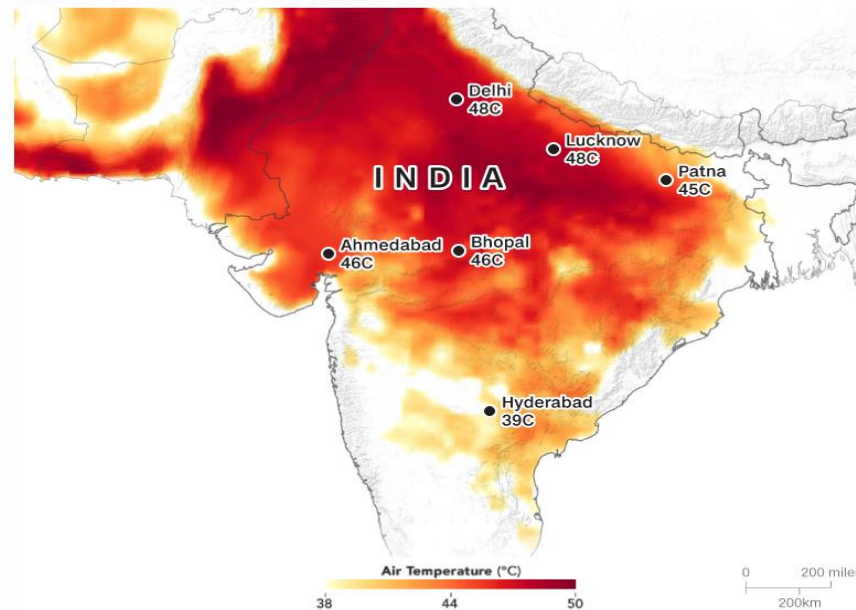 Delhi
48C
Lucknow
48C
INDIA
Patna
45C
Ahmedabad
46C
Bhopal
46C
Hyderabad
39C
Air Temperature (°C)
38 44 50
0 200 miles
200km